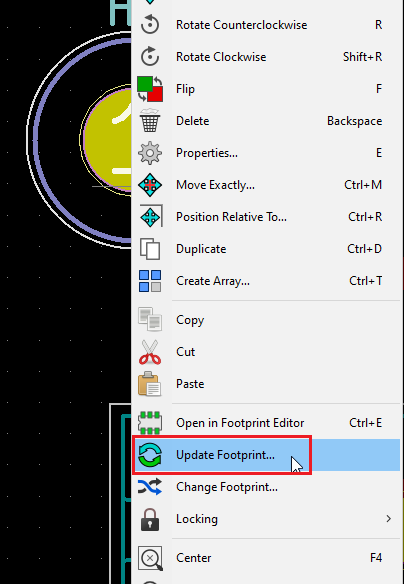 H
Rotate Counterclockwise R
Rotate Clockwise Shift+R
Flip F
Delete Backspace
Properties... E
Move Exactly... Ctrl+M
Position Relative To... Ctrl+R
Duplicate Ctrl+D
Create Array... Ctrl+T
Copy
Cut
Paste
Open in Footprint Editor Ctrl+E
Update Footprint...
Change Footprint...
Locking
Center F4